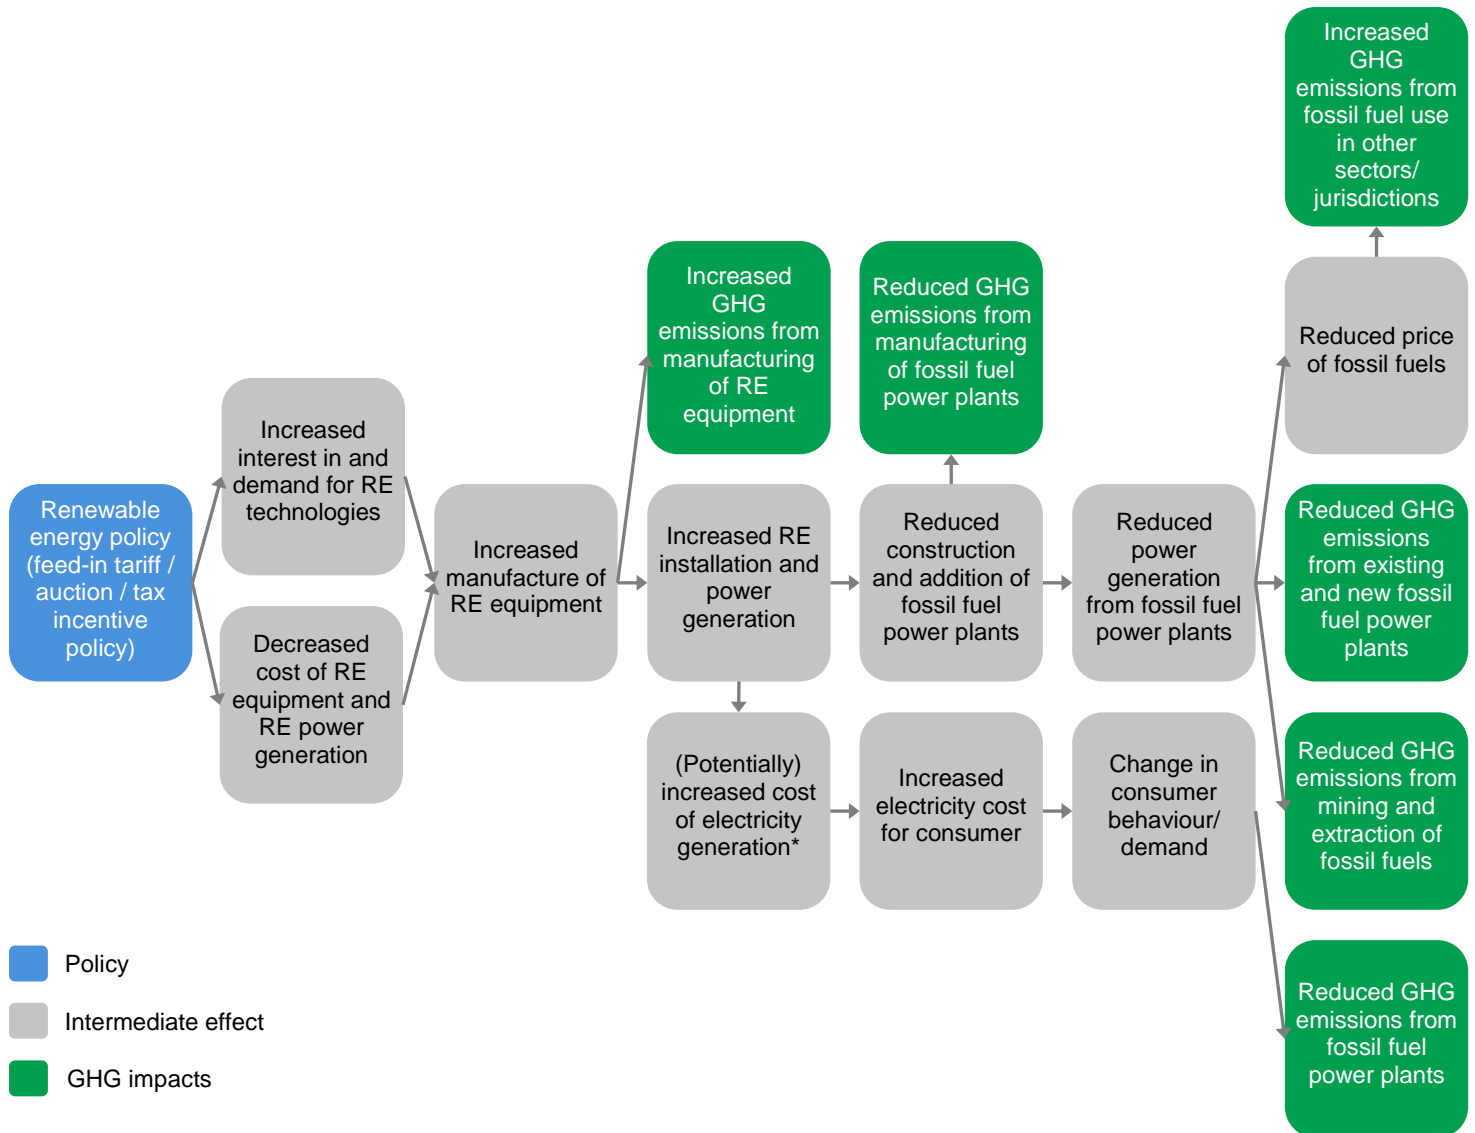 Increased
GHG
emissions from
fossil fuel use
in other
sectors/
jurisdictions
Increased
GHG
emissions from
manufacturing
of RE
equipment
Reduced GHG
emissions from
manufacturing
of fossil fuel
power plants
Reduced price
of fossil fuels
Increased
interest in and
demand for RE
technologies
Renewable
energy policy
(feed-in tariff /
auction / tax
incentive
policy)
Decreased
cost of RE
equipment and
RE power
generation
Increased
manufacture of
RE equipment
Increased RE
installation and
power
generation
Reduced
construction
and addition of
fossil fuel
power plants
Reduced
power
generation
from fossil fuel
power plants
Reduced GHG
emissions
from existing
and new fossil
fuel power
plants
(Potentially)
increased cost
of electricity
generation*
Increased
electricity cost
for consumer
Change in
consumer
behaviour/
demand
Reduced GHG
emissions from
mining and
extraction of
fossil fuels
Reduced GHG
emissions from
fossil fuel
power plants
Policy
Intermediate effect
GHG impacts